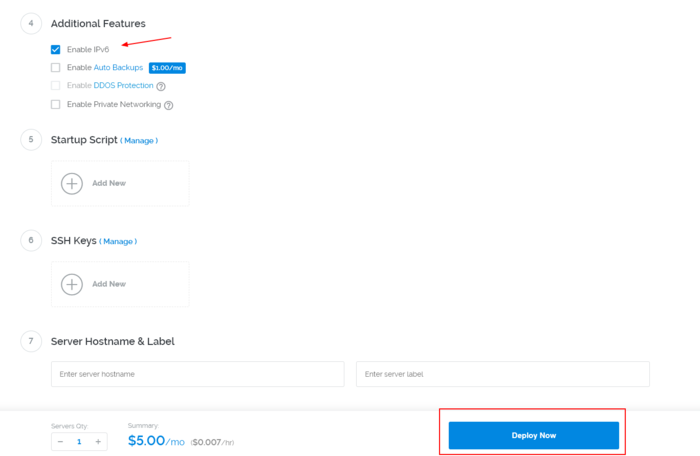 4 Additional Features
Enable IPv6
Enable Auto Backups $1.00/mo
Enable DDOS Protection ?
Enable Private Networking ?
5 Startup Script ( Manage )
Add New
6 SSH Keys ( Manage )
Add New
7 Server Hostname & Label
Enter server hostname Enter server label
Servers Qty: Summary:
− 1 + $5.00/mo ($0.007/hr) Deploy Now